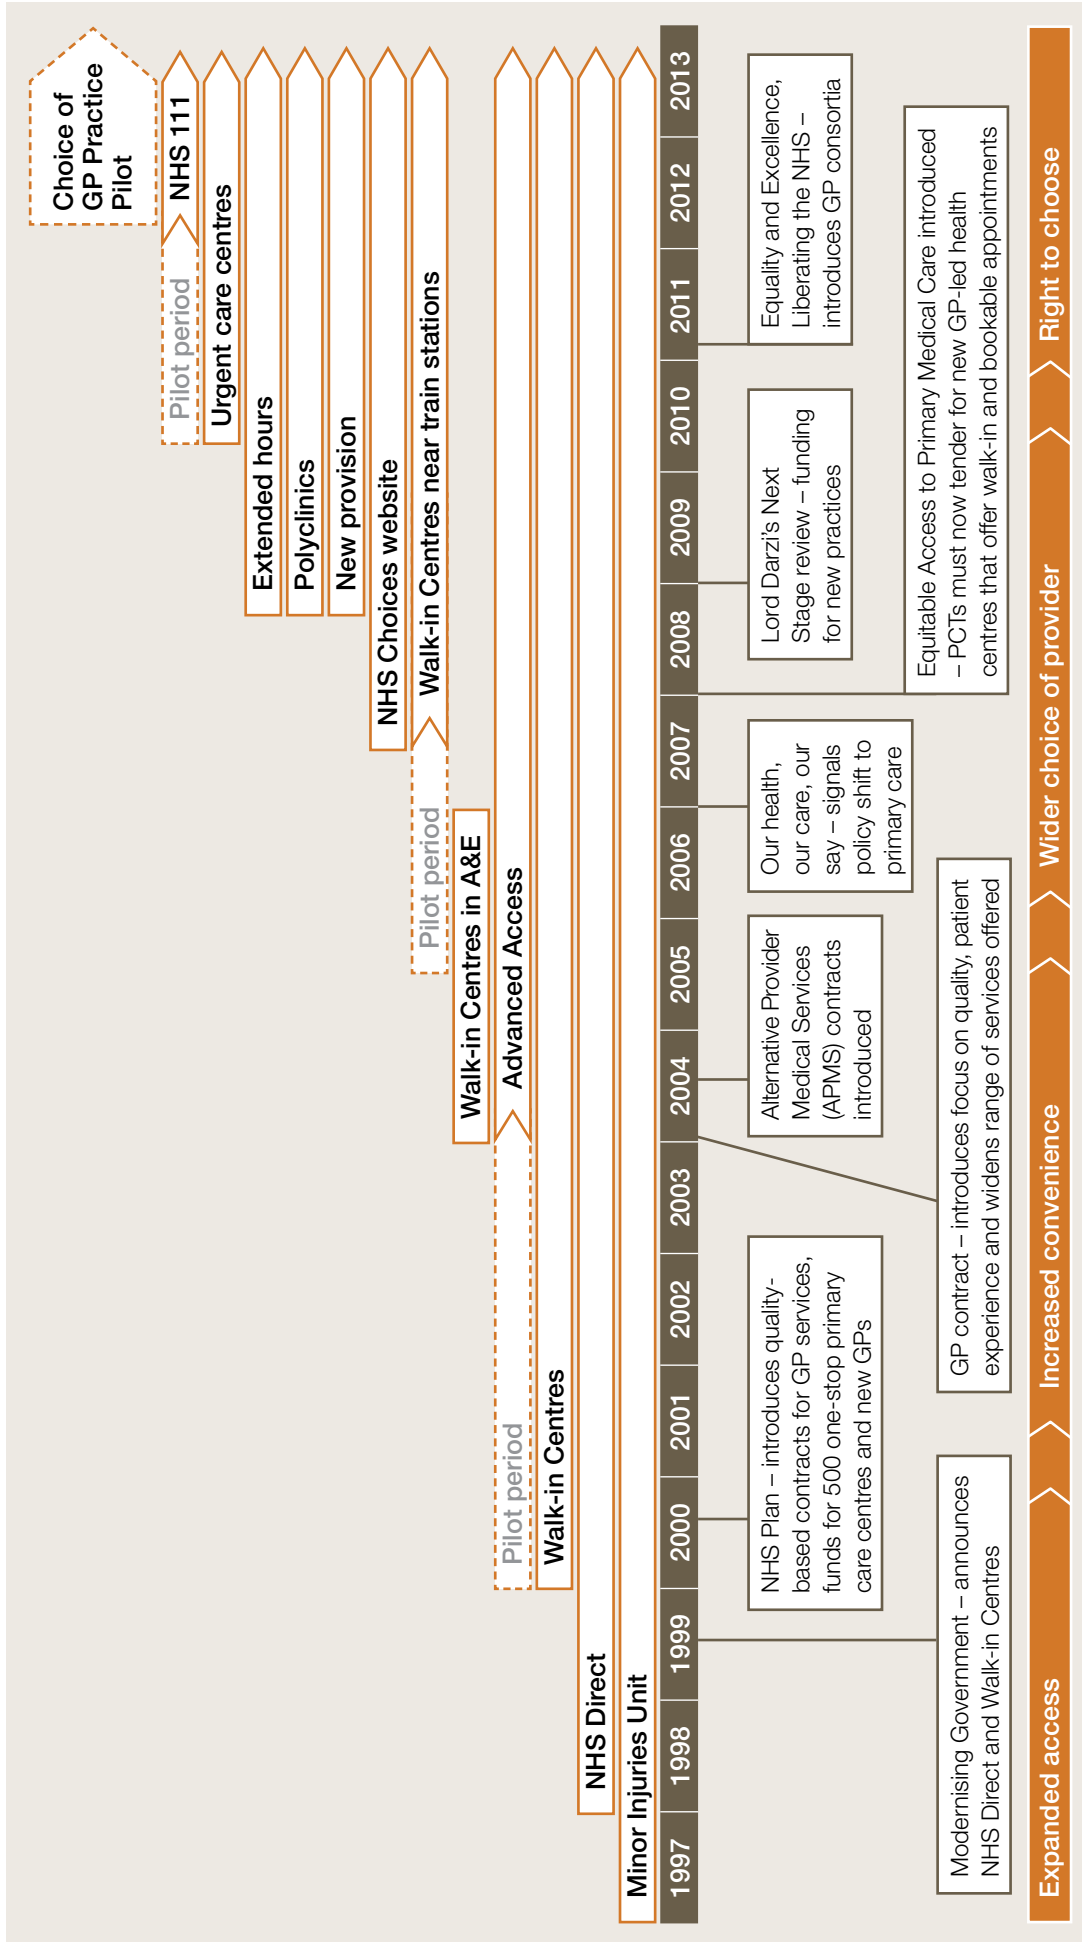 Choice of
GP Practice
Pilot
Pilot period
NHS 111
Urgent care centres
Extended hours
Polyclinics
New provision
NHS Choices website
Pilot period
Walk-in Centres near train stations
Walk-in Centres in A&E
Pilot period
Advanced Access
Walk-in Centres
NHS Direct
Minor Injuries Unit
1997
1998
1999
2000
2001
2002
2003
2004
2005
2006
2007
2008
2009
2010
2011
2012
2013
NHS Plan – introduces quality-
based contracts for GP services,
funds for 500 one-stop primary
care centres and new GPs
Alternative Provider
Medical Services
(APMS) contracts
introduced
Our health,
our care, our
say – signals
policy shift to
primary care
Lord Darzi's Next
Stage review – funding
for new practices
Equality and Excellence,
Liberating the NHS –
introduces GP consortia
Modernising Government – announces
NHS Direct and Walk-in Centres
GP contract – introduces focus on quality, patient
experience and widens range of services offered
Equitable Access to Primary Medical Care introduced
– PCTs must now tender for new GP-led health
centres that offer walk-in and bookable appointments
Expanded access
Increased convenience
Wider choice of provider
Right to choose